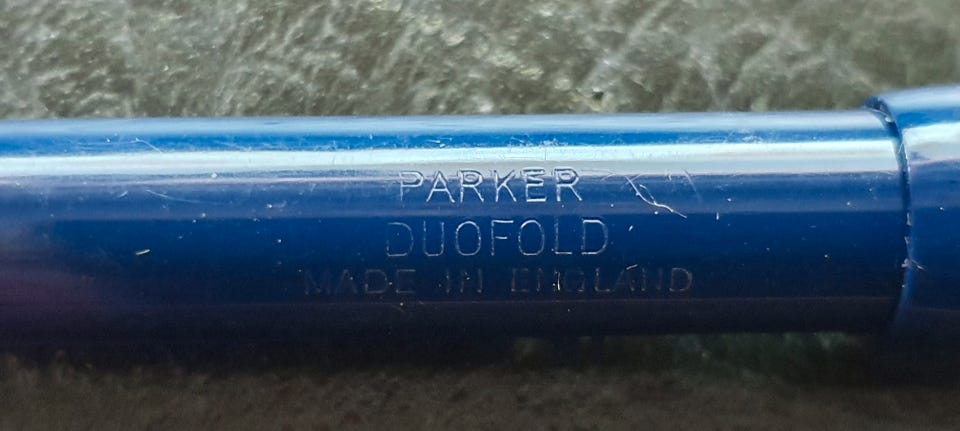 PARKER
DUOFOLD
MADE IN ENGLAND